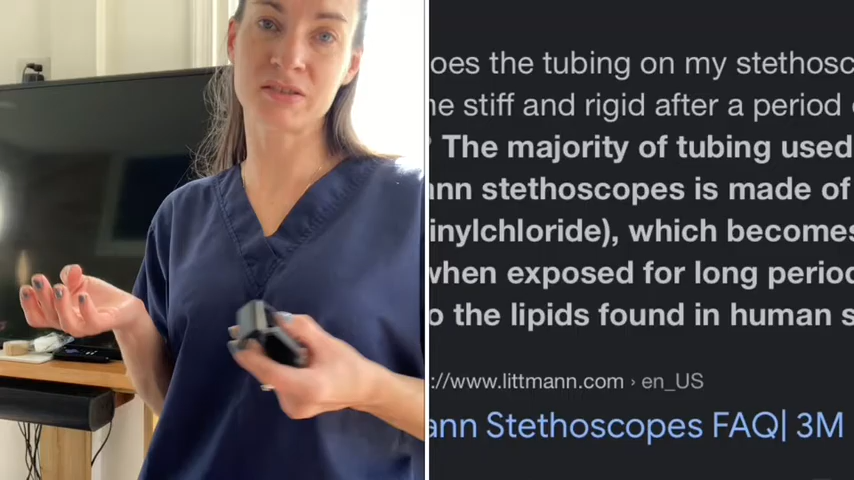 oes the tubing on my stethosc
ne stiff and rigid after a period
The majority of tubing used
ann stethoscopes is made of
inylchloride), which becomes
when exposed for long perio
o the lipids found in human s
://www.littmann.com › en_US
ann Stethoscopes FAQ| 3M